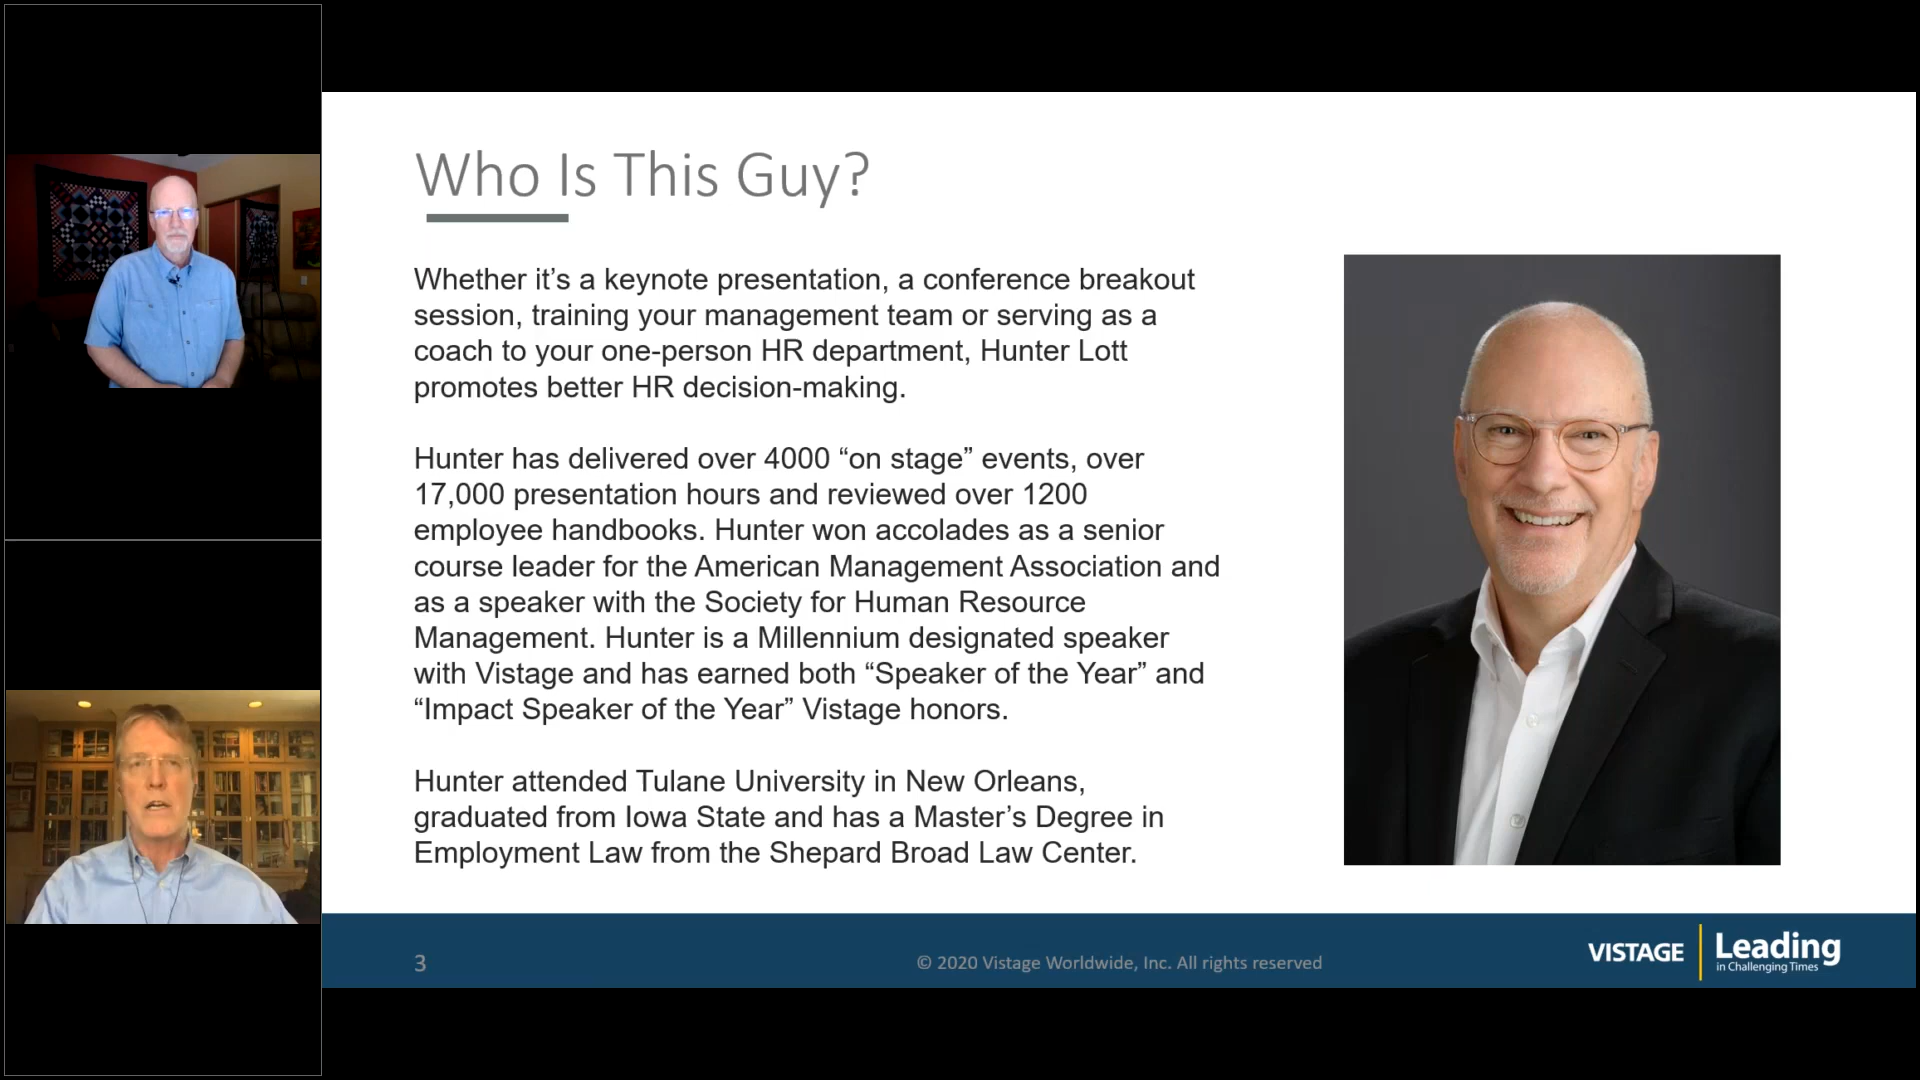 Who Is This Guy?
Whether it’s a keynote presentation, a conference breakout
session, training your management team or serving as a
coach to your one-person HR department, Hunter Lott
promotes better HR decision-making.
Hunter has delivered over 4000 “on stage” events, over
17,000 presentation hours and reviewed over 1200
employee handbooks. Hunter won accolades as a senior
course leader for the American Management Association and
as a speaker with the Society for Human Resource
Management. Hunter is a Millennium designated speaker
with Vistage and has earned both “Speaker of the Year” and
“Impact Speaker of the Year” Vistage honors.
Hunter attended Tulane University in New Orleans,
graduated from Iowa State and has a Master’s Degree in
Employment Law from the Shepard Broad Law Center.
3
© 2020 Vistage Worldwide, Inc. All rights reserved
VISTAGE
Leading
in Challenging Times